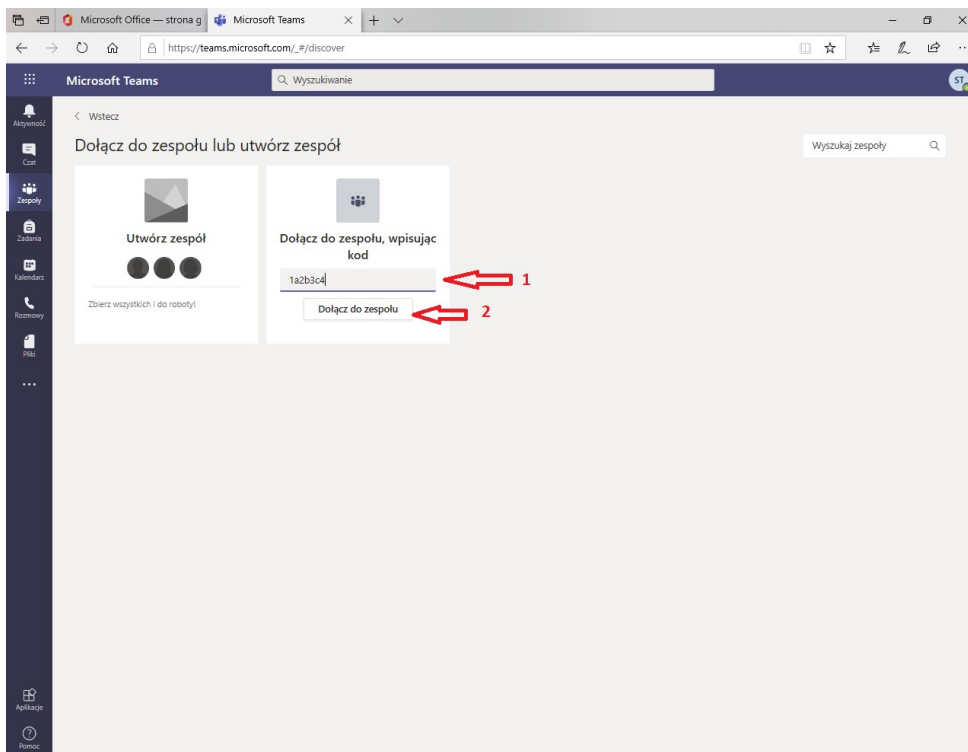 Microsoft Office — strona g
Microsoft Teams
https://teams.microsoft.com/_#/discover
Microsoft Teams
Wyszukiwanie
ST
Aktywność
Czat
Zespoły
Zadania
Kalendarz
Rozmowy
Pliki
Wstecz
Dołącz do zespołu lub utwórz zespół
Wyszukaj zespoły
Utwórz zespół
Zbierz wszystkich i do roboty!
Dołącz do zespołu, wpisując
kod
1a2b3c4
1
Dołącz do zespołu
2
Aplikacje
Pomoc